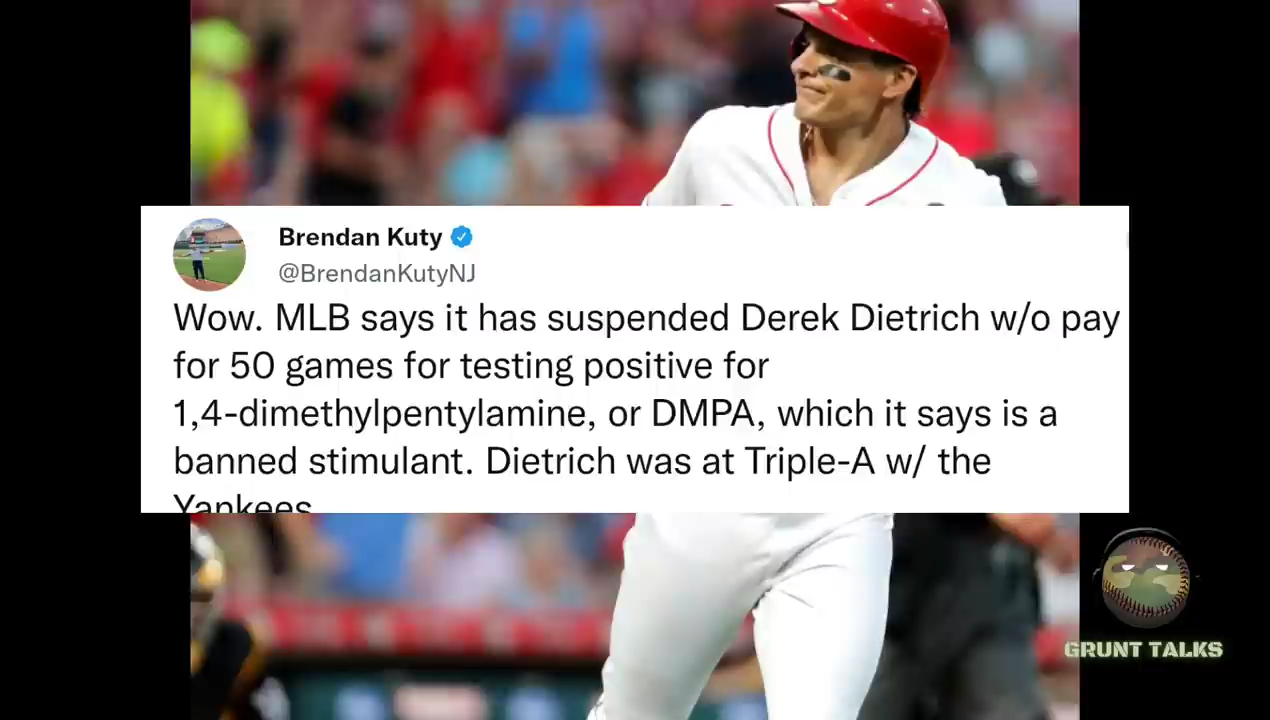 Brendan Kuty
@BrendanKutyNJ
Wow. MLB says it has suspended Derek Dietrich w/o pay
for 50 games for testing positive for
1,4-dimethylpentylamine, or DMPA, which it says is a
banned stimulant. Dietrich was at Triple-A w/ the
Yankees
GRUNT TALKS